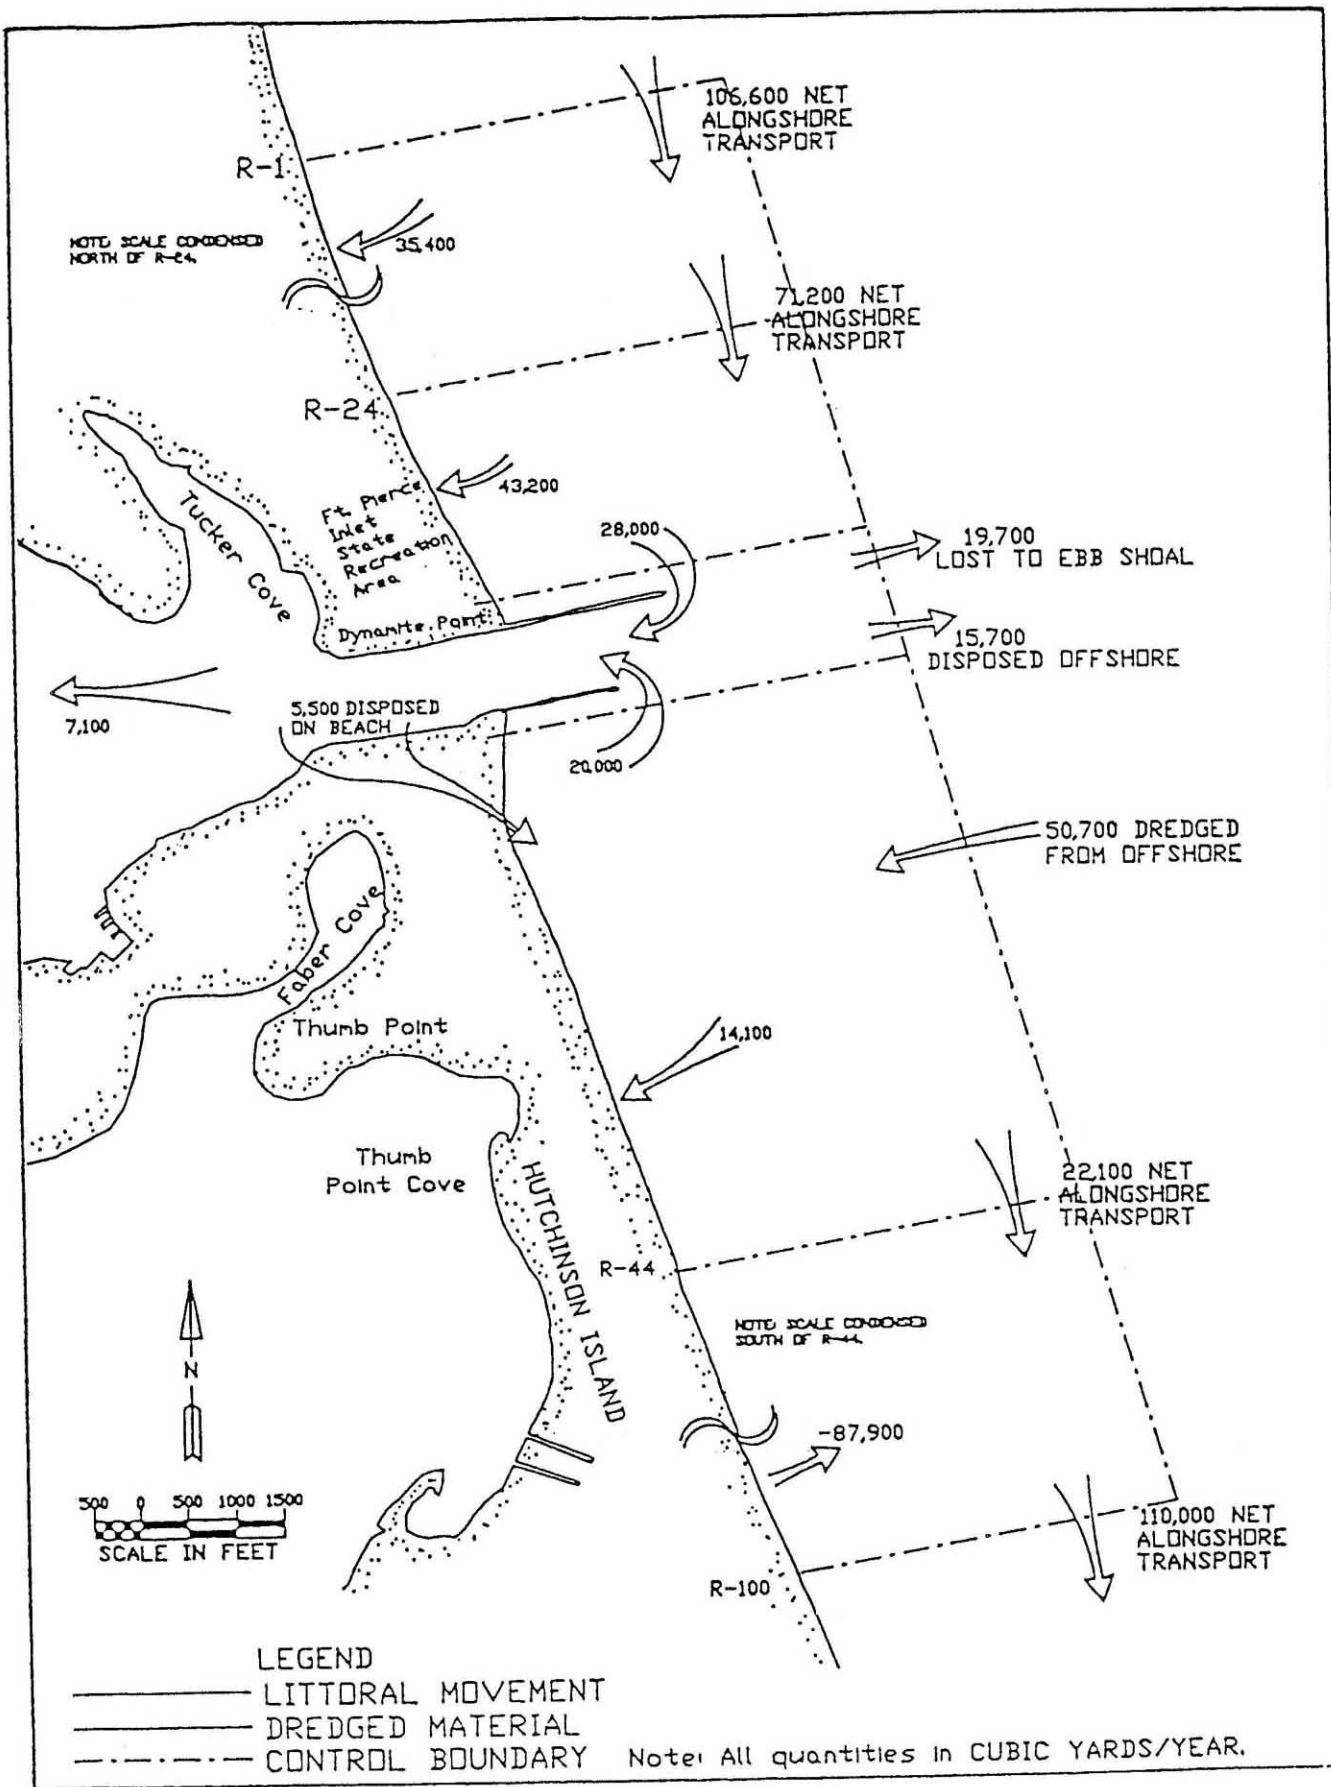 106,600 NET
ALONGSHORE
TRANSPORT
R-1
35,400
NOTE: SCALE CONDENSED
NORTH OF R-24.
71,200 NET
ALONGSHORE
TRANSPORT
R-24
43,200
Ft. Pierce
Inlet
State
Recreation
Area
Tucker Cove
28,000
19,700
LOST TO EBB SHOAL
Dynamite Point
15,700
DISPOSED OFFSHORE
7,100
5,500 DISPOSED
ON BEACH
20,000
50,700 DREDGED
FROM OFFSHORE
Faber Cove
Thumb Point
14,100
Thumb
Point Cove
HUTCHINSON ISLAND
22,100 NET
ALONGSHORE
TRANSPORT
R-44
NOTE: SCALE CONDENSED
SOUTH OF R-44.
N
-87,900
500 0 500 1000 1500
SCALE IN FEET
110,000 NET
ALONGSHORE
TRANSPORT
R-100
LEGEND
LITTORAL MOVEMENT
DREDGED MATERIAL
CONTROL BOUNDARY
Note: All quantities in CUBIC YARDS/YEAR.